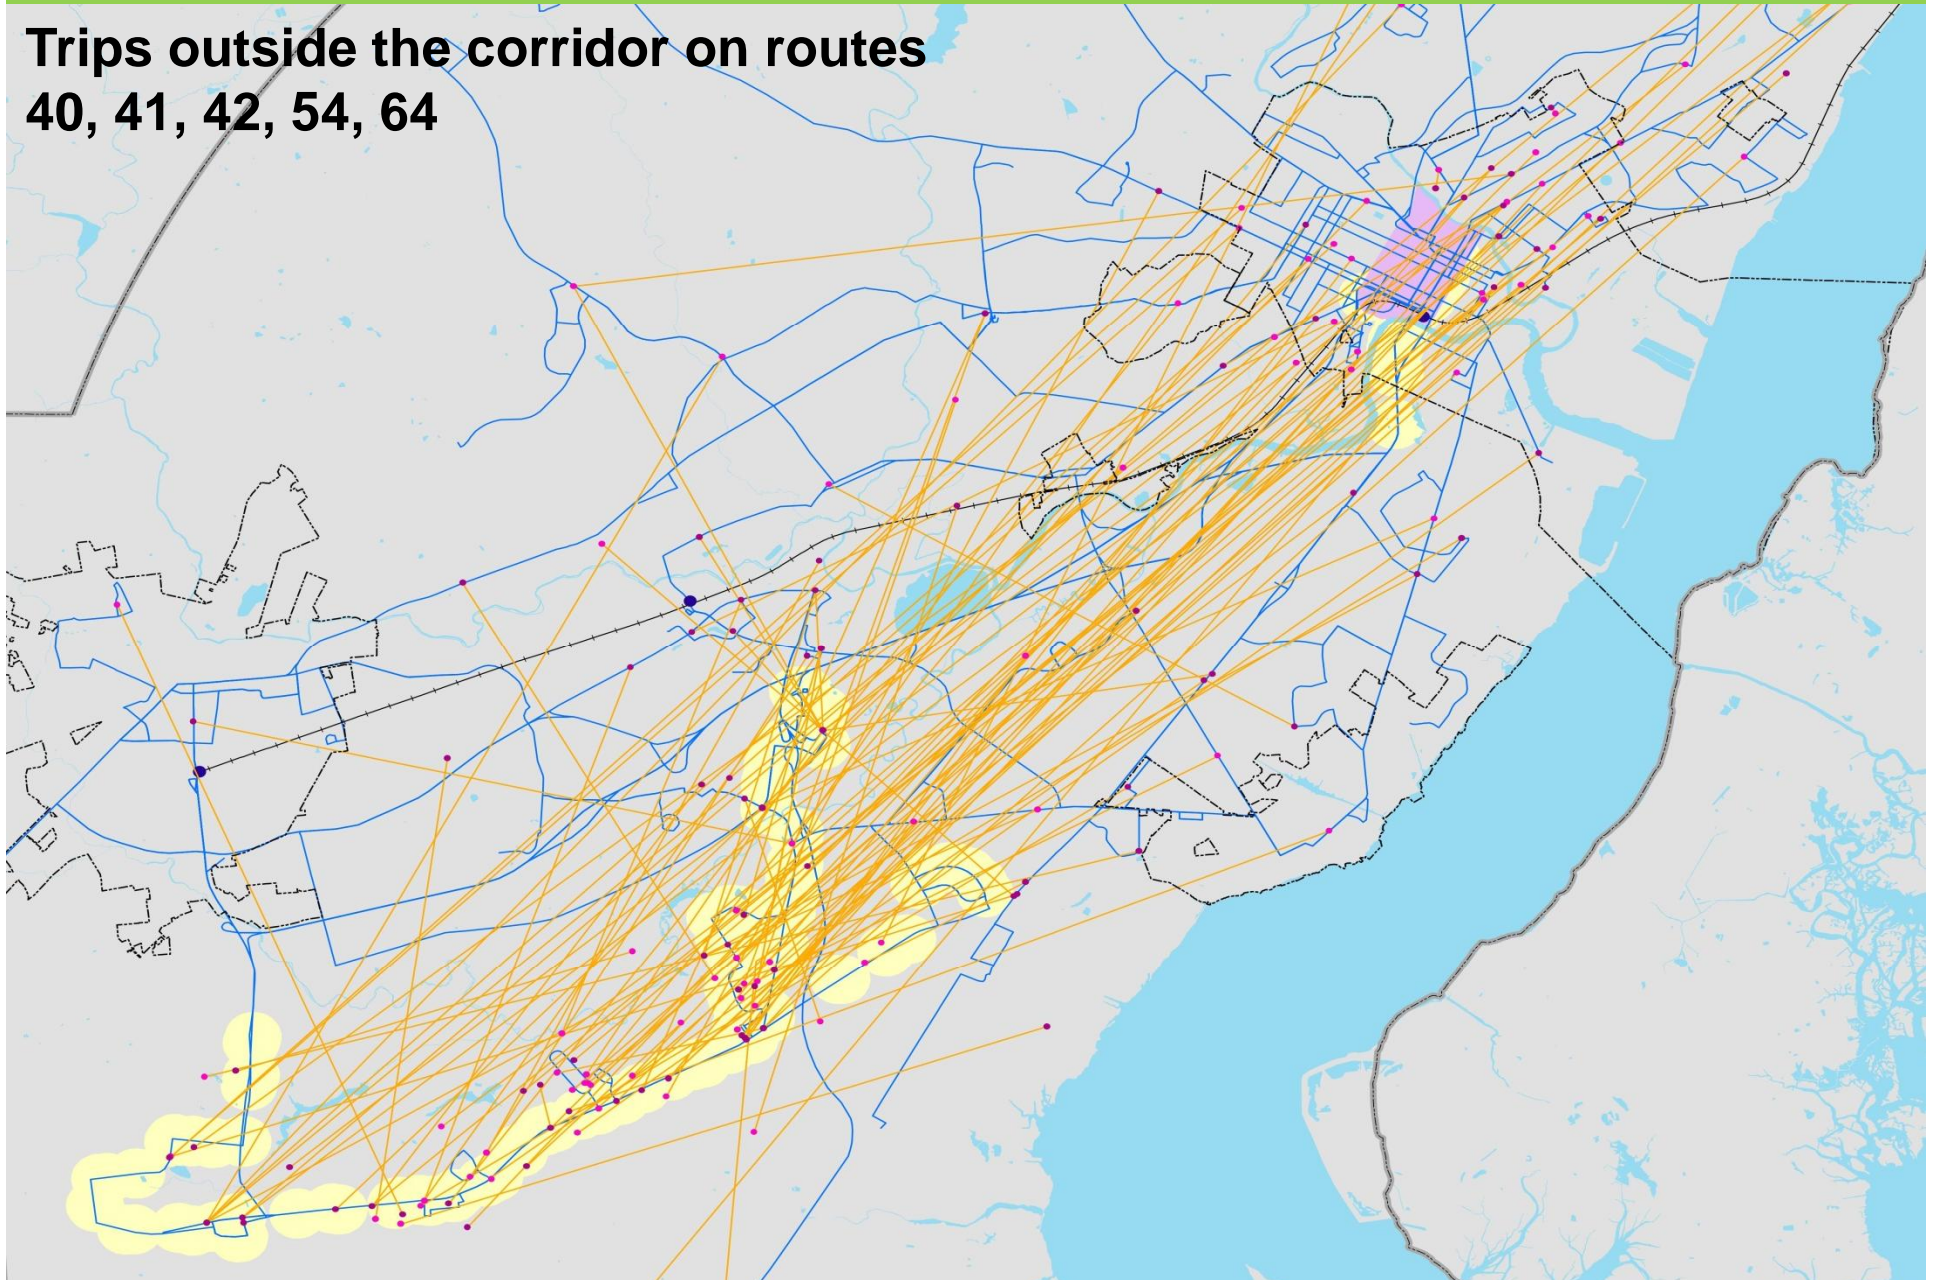 Trips outside the corridor on routes
40, 41, 42, 54, 64